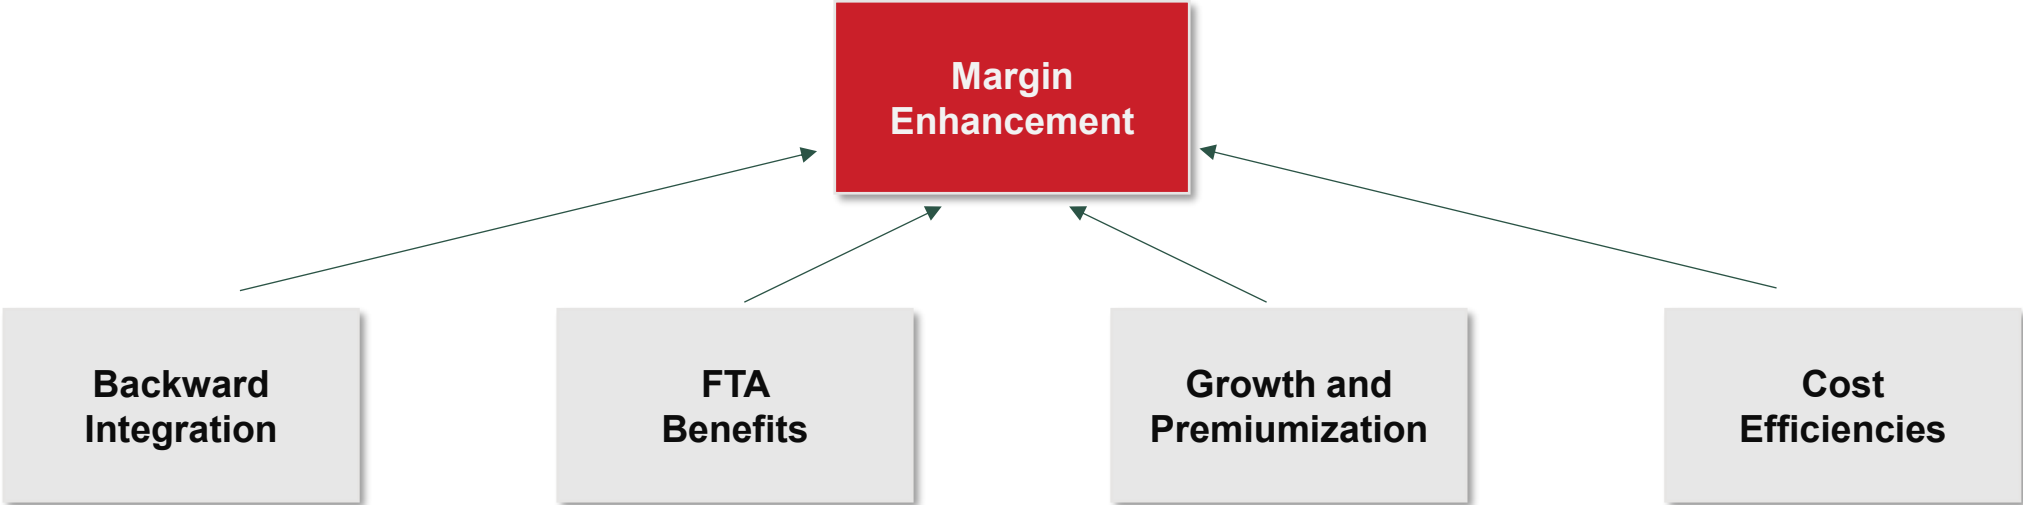 Margin
Enhancement
Backward
Integration
FTA
Benefits
Growth and
Premiumization
Cost
Efficiencies